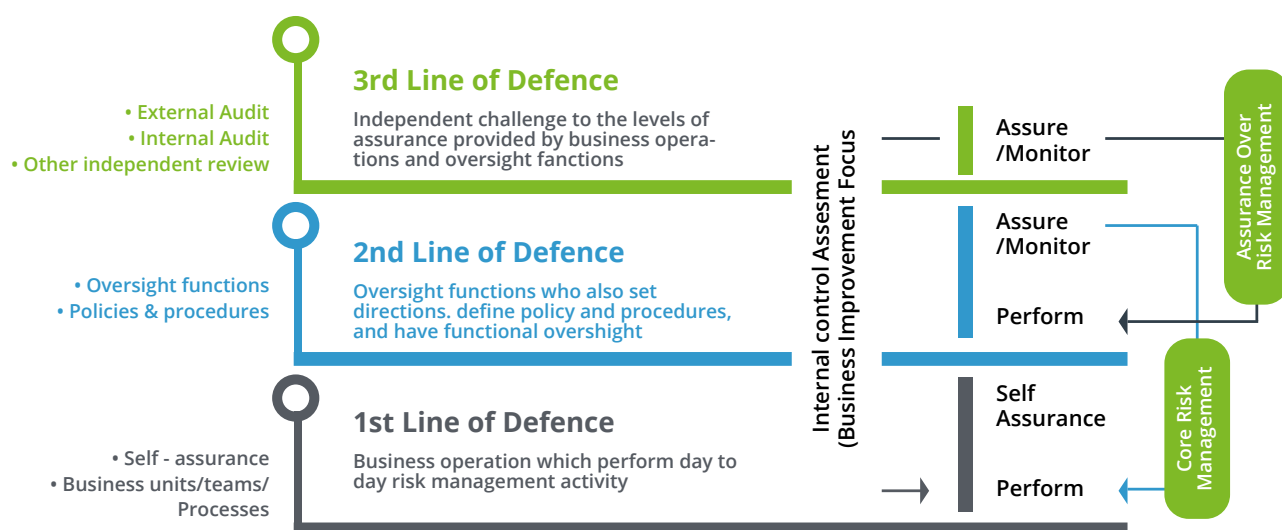 3rd Line of Defence
Independent challenge to the levels of
assurance provided by business opera-
tions and oversight fanctions
• External Audit
• Internal Audit
• Other independent review
2nd Line of Defence
Oversight functions who also set
directions. define policy and procedures,
and have functional overshight
• Oversight functions
• Policies & procedures
1st Line of Defence
Business operation which perform day to
day risk management activity
• Self - assurance
• Business units/teams/
Processes
Internal control Assesment
(Business Improvement Focus
Assure
/Monitor
Assure
/Monitor
Perform
Self
Assurance
Perform
Assurance Over
Risk Management
Core Risk
Management